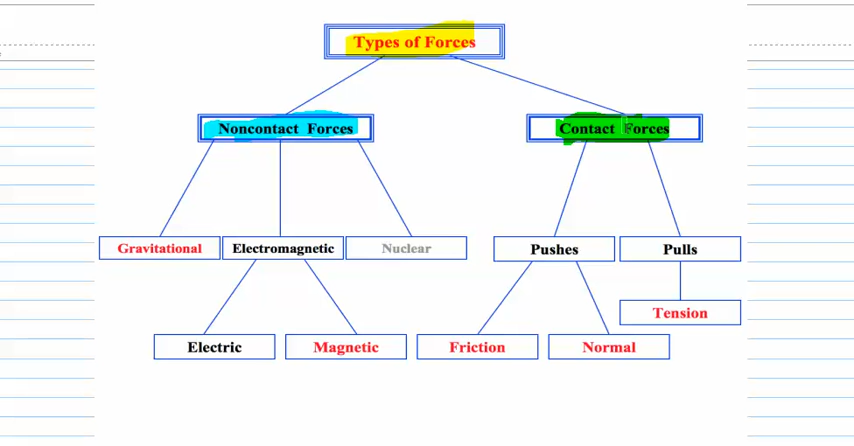 Types of Forces
Noncontact Forces
Contact Forces
Gravitational
Electromagnetic
Nuclear
Pushes
Pulls
Tension
Electric
Magnetic
Friction
Normal